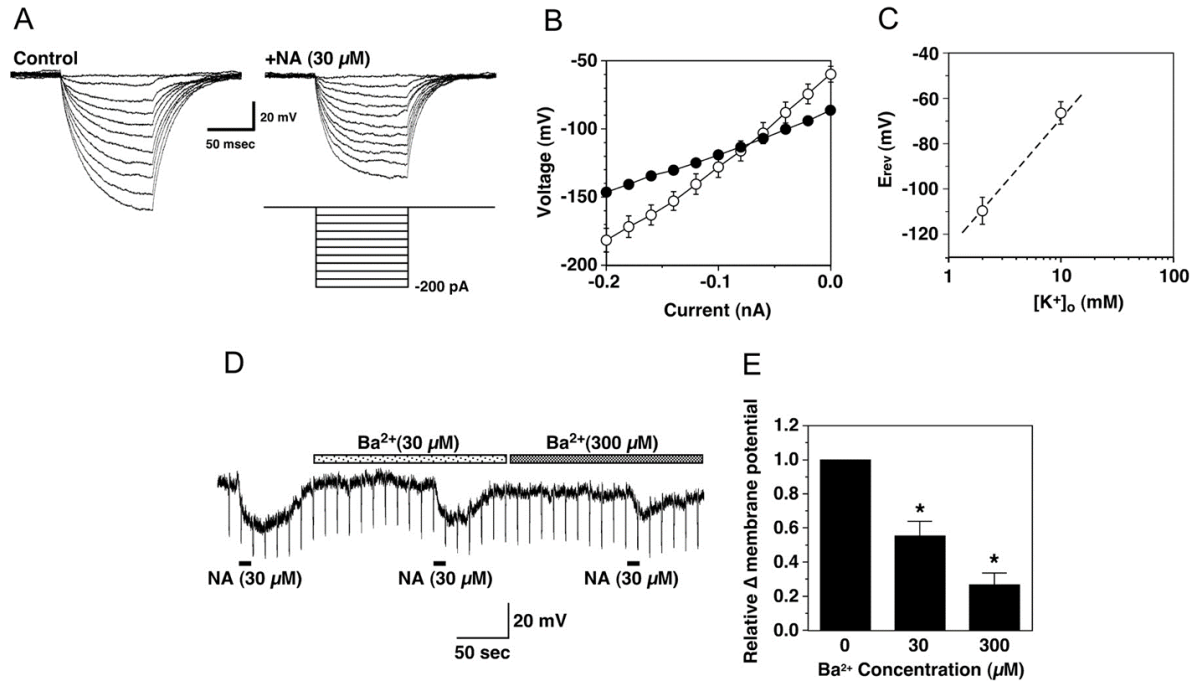 A
Control
+NA (30 µM)
20 mV
50 msec
-200 pA
B
-50
-100
-150
-200
Voltage (mV)
-0.2
-0.1
0.0
Current (nA)
C
-40
-60
-80
-100
-120
Erev (mV)
1
10
100
[K+]o (mM)
D
Ba2+(30 µM)
Ba2+(300 µM)
NA (30 µM)
NA (30 µM)
NA (30 µM)
20 mV
50 sec
E
1.2
1.0
0.8
0.6
0.4
0.2
0.0
Relative Δ membrane potential
*
*
0
30
300
Ba2+ Concentration (µM)